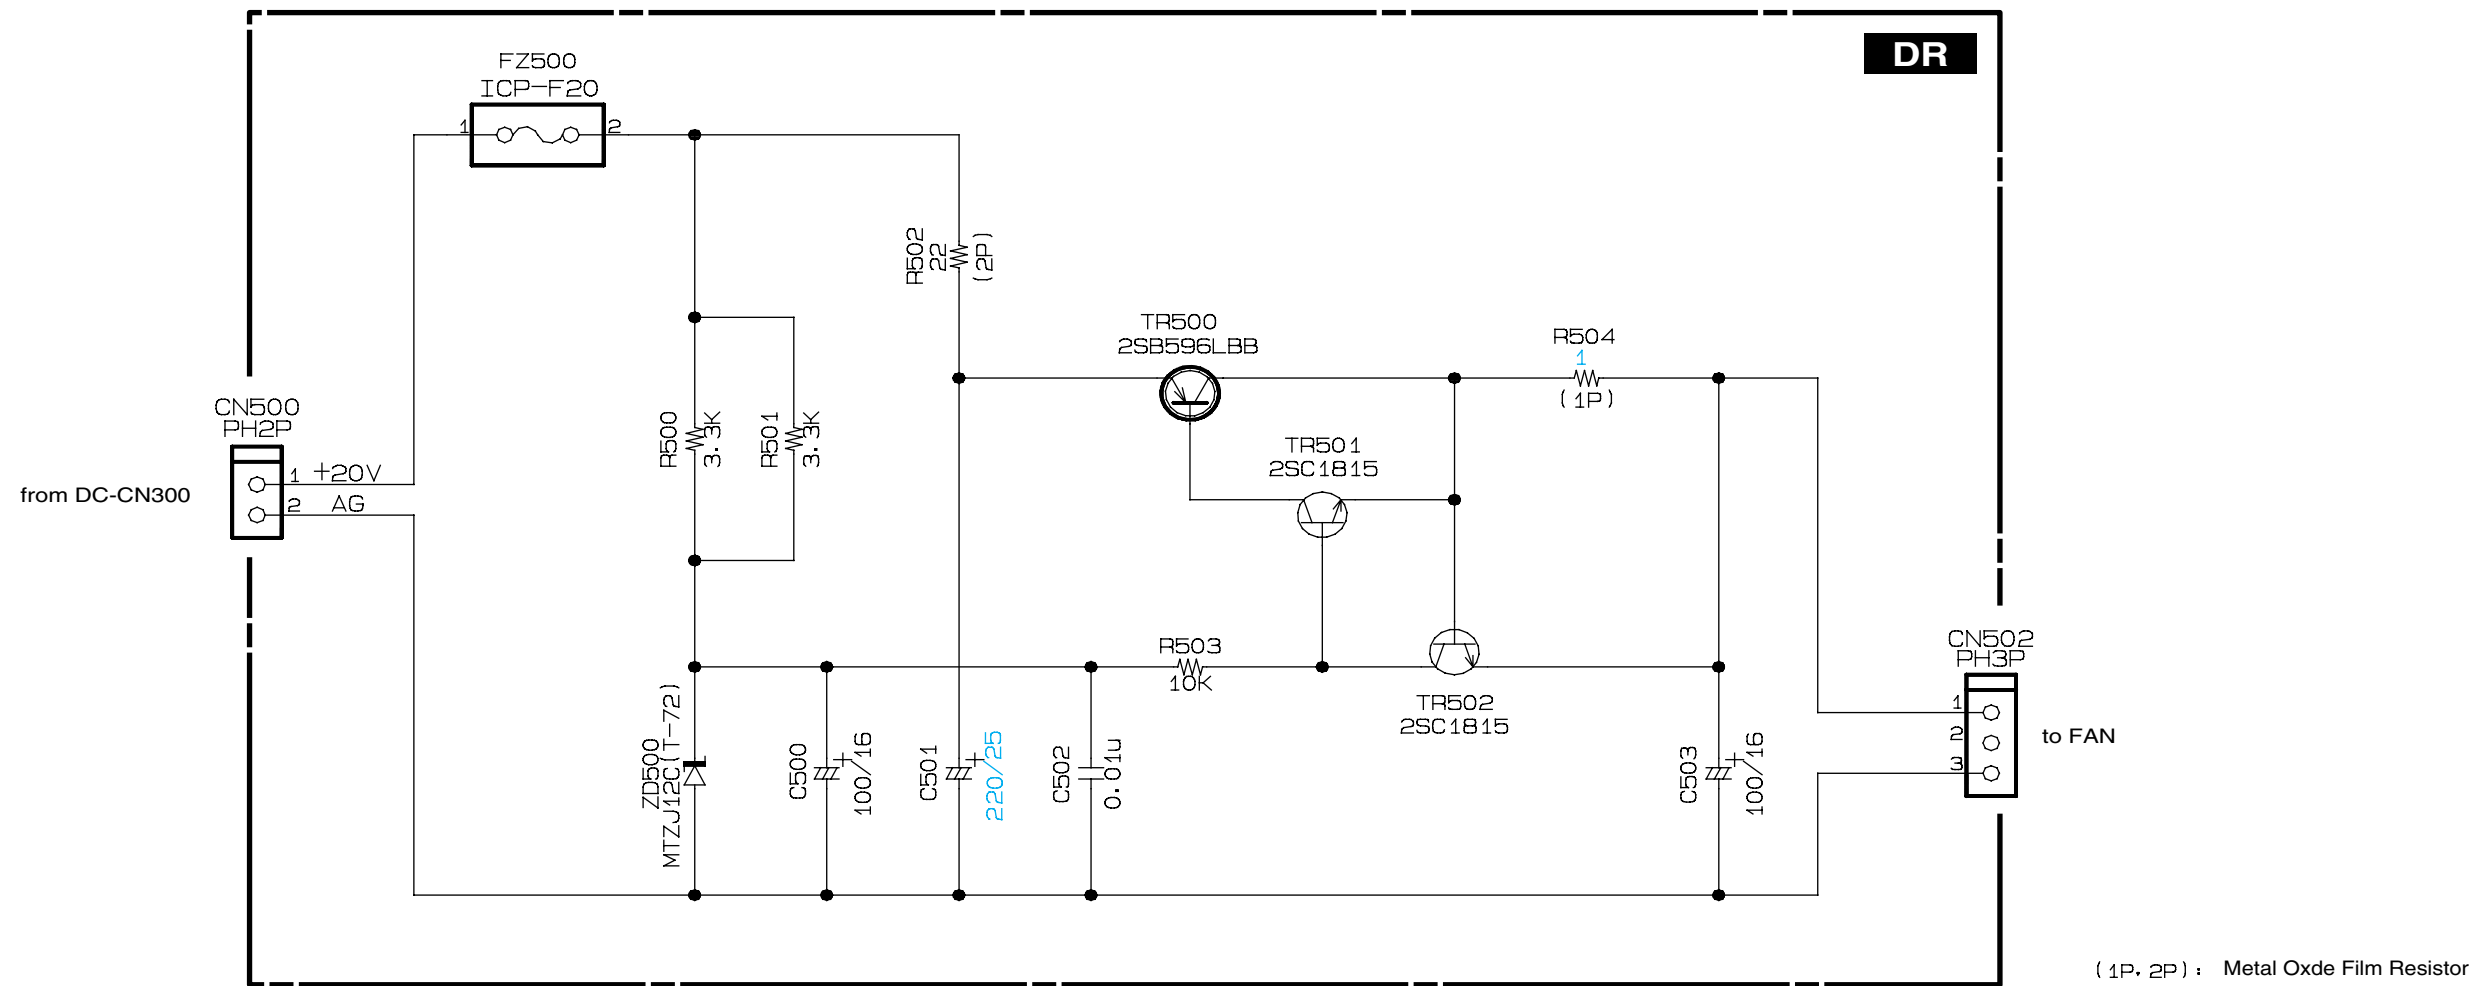 DR
FZ500
ICP-F20
1
2
R502
22
(2P)
TR500
2SB596LBB
R504
1
(1P)
CN500
PH2P
R500
3.3K
R501
3.3K
TR501
2SC1815
1
+20V
from DC-CN300
2
AG
R503
10K
CN502
PH3P
TR502
2SC1815
ZD500
MTZJ12C(T-72)
C500
+
100/16
C501
+
220/25
C502
0.01u
C503
+
100/16
1
2
3
to FAN
(1P, 2P): Metal Oxde Film Resistor